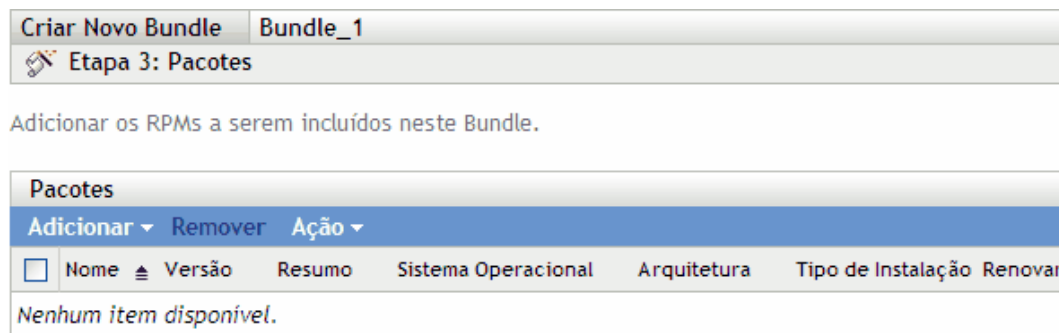 Criar Novo Bundle Bundle_1
Etapa 3: Pacotes
Adicionar os RPMs a serem incluídos neste Bundle.
Pacotes
Adicionar Remover Ação
Nome Versão Resumo Sistema Operacional Arquitetura Tipo de Instalação Renovar
Nenhum item disponível.